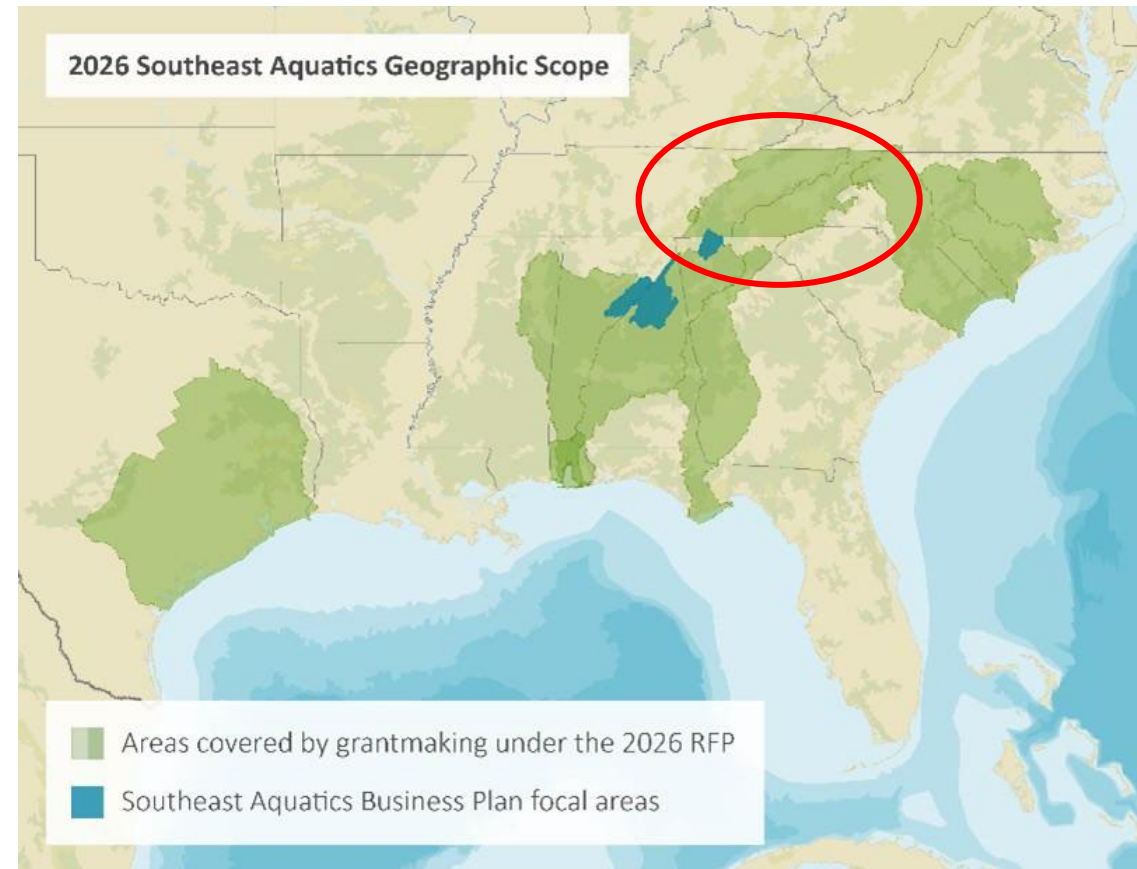 2026 Southeast Aquatics Geographic Scope
Areas covered by grantmaking under the 2026 RFP
Southeast Aquatics Business Plan focal areas